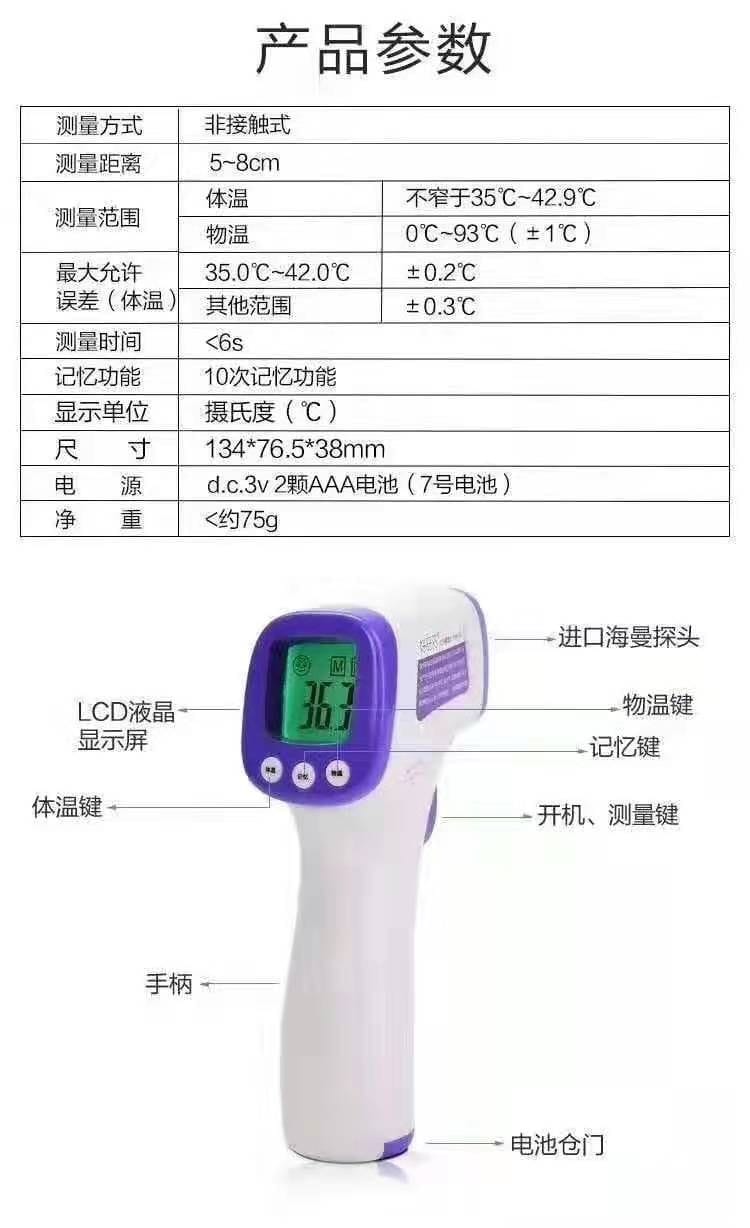 产品参数
测量方式 非接触式
测量距离 5~8cm
测量范围 体温 不窄于35℃~42.9℃
物温 0℃~93℃（±1℃）
最大允许
误差（体温） 35.0℃~42.0℃ ±0.2℃
其他范围 ±0.3℃
测量时间 <6s
记忆功能 10次记忆功能
显示单位 摄氏度（℃）
尺 寸 134*76.5*38mm
电 源 d.c.3v 2颗AAA电池（7号电池）
净 重 <约75g
进口海曼探头
M
36.3
LCD液晶
显示屏
物温键
记忆键
体温 记忆 物温
体温键
开机、测量键
手柄
电池仓门